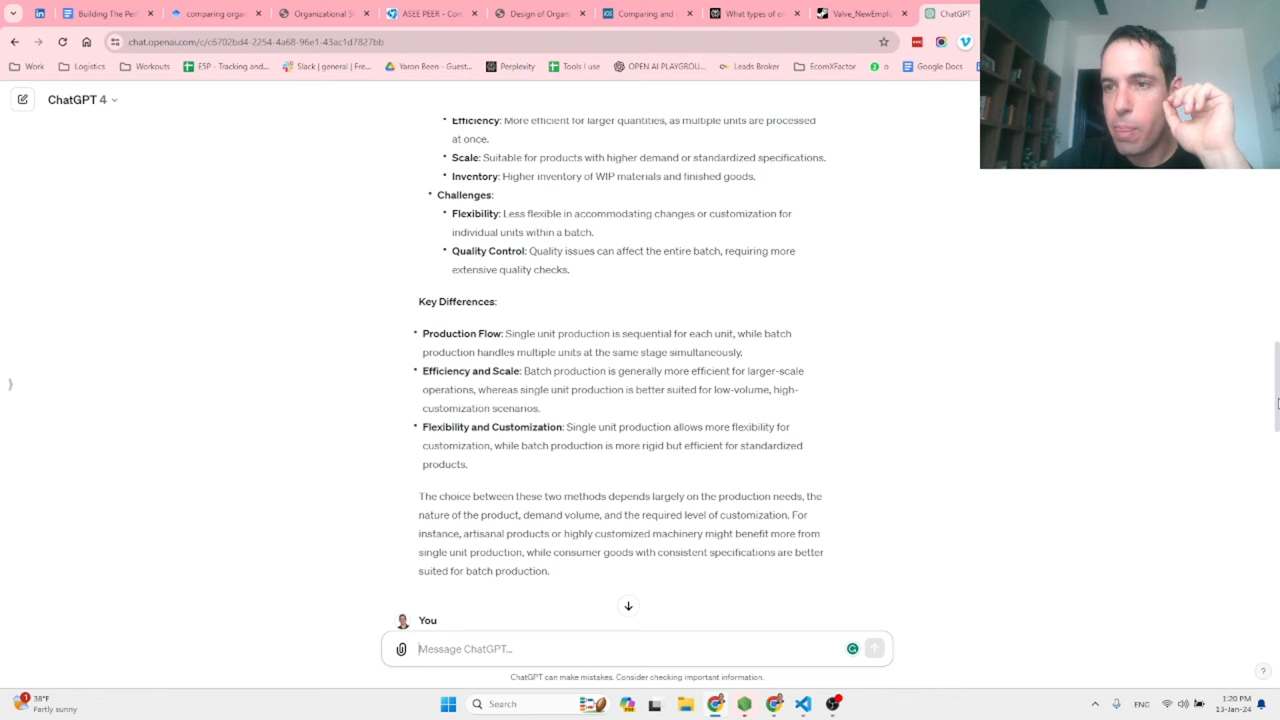 Building The Perf
comparing organ
Organizational St
ASEE PEER - Con
Design of Organ
Comparing and c
What types of o
Valve_NewEmplo
ChatGPT
chat.openai.com/c/c6702bd4-2254-4a68-96e1-43ac1d7827bb
Work
Logistics
Workouts
E5P - Tracking and...
Slack | general | Fre...
Yaron Been - Guest...
Perplexity
Tools I use
OPEN AI PLAYGROU...
Leads Broker
EcomXFactor
Google Docs
ChatGPT 4
• Efficiency: More efficient for larger quantities, as multiple units are processed
at once.
• Scale: Suitable for products with higher demand or standardized specifications.
• Inventory: Higher inventory of WIP materials and finished goods.
• Challenges:
• Flexibility: Less flexible in accommodating changes or customization for
individual units within a batch.
• Quality Control: Quality issues can affect the entire batch, requiring more
extensive quality checks.
Key Differences:
• Production Flow: Single unit production is sequential for each unit, while batch
production handles multiple units at the same stage simultaneously.
• Efficiency and Scale: Batch production is generally more efficient for larger-scale
operations, whereas single unit production is better suited for low-volume, high-
customization scenarios.
• Flexibility and Customization: Single unit production allows more flexibility for
customization, while batch production is more rigid but efficient for standardized
products.
The choice between these two methods depends largely on the production needs, the
nature of the product, demand volume, and the required level of customization. For
instance, artisanal products or highly customized machinery might benefit more from
single unit production, while consumer goods with consistent specifications are better
suited for batch production.
You
Message ChatGPT...
ChatGPT can make mistakes. Consider checking important information.
?
1
38°F
Partly sunny
Search
ENG
1:20 PM
13-Jan-24